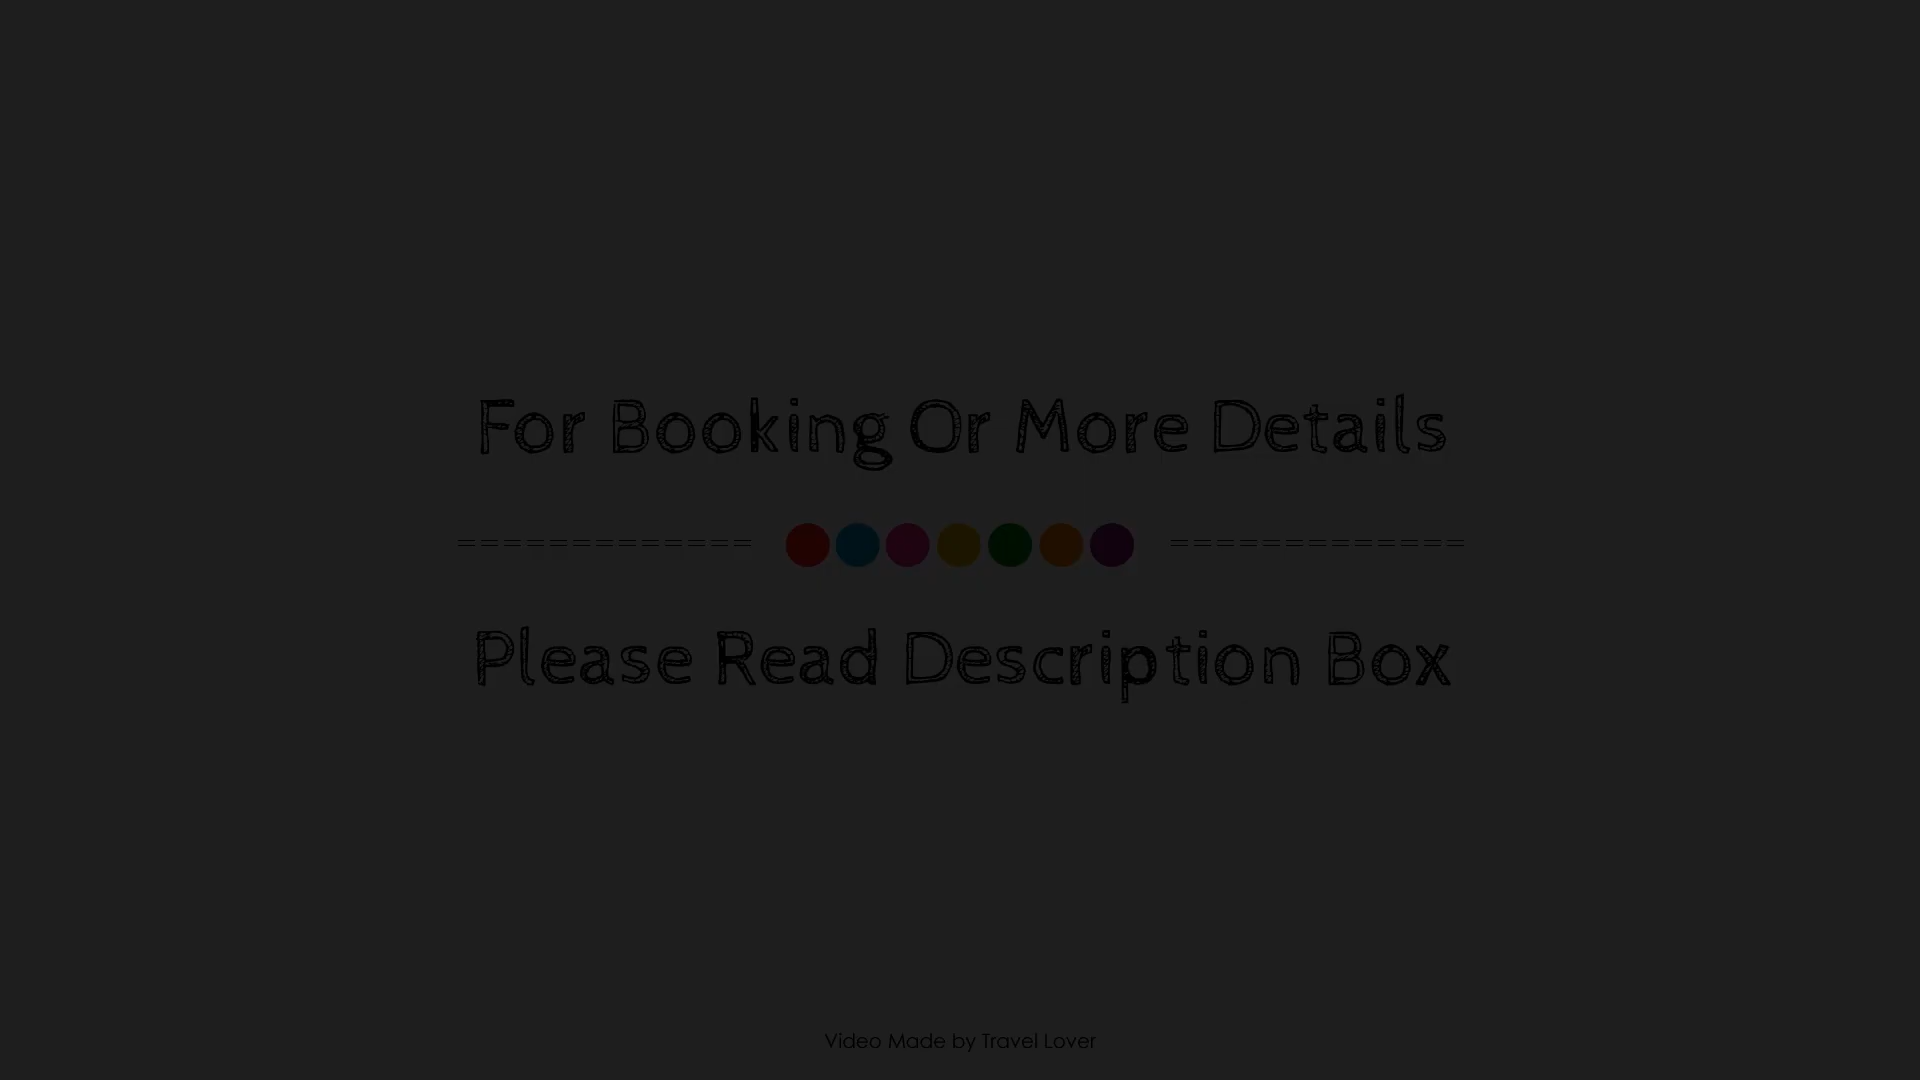 For Booking Or More Details
============= =============
Please Read Description Box
Video Made by Travel Lover